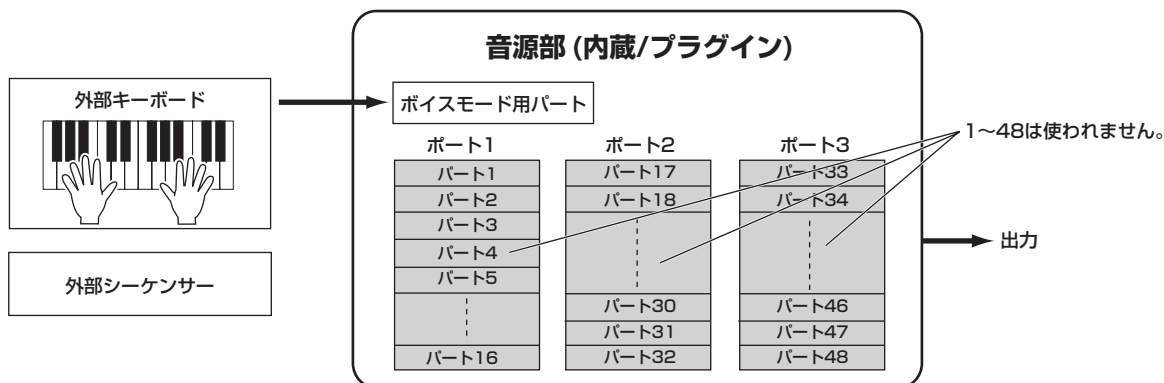 音源部 (内蔵/プラグイン)
外部キーボード
ボイスモード用パート
外部シーケンサー
ポート1
パート1
パート2
パート3
パート4
パート5
パート16
ポート2
パート17
パート18
パート30
パート31
パート32
ポート3
パート33
パート34
パート46
パート47
パート48
1〜48は使われません。
出力